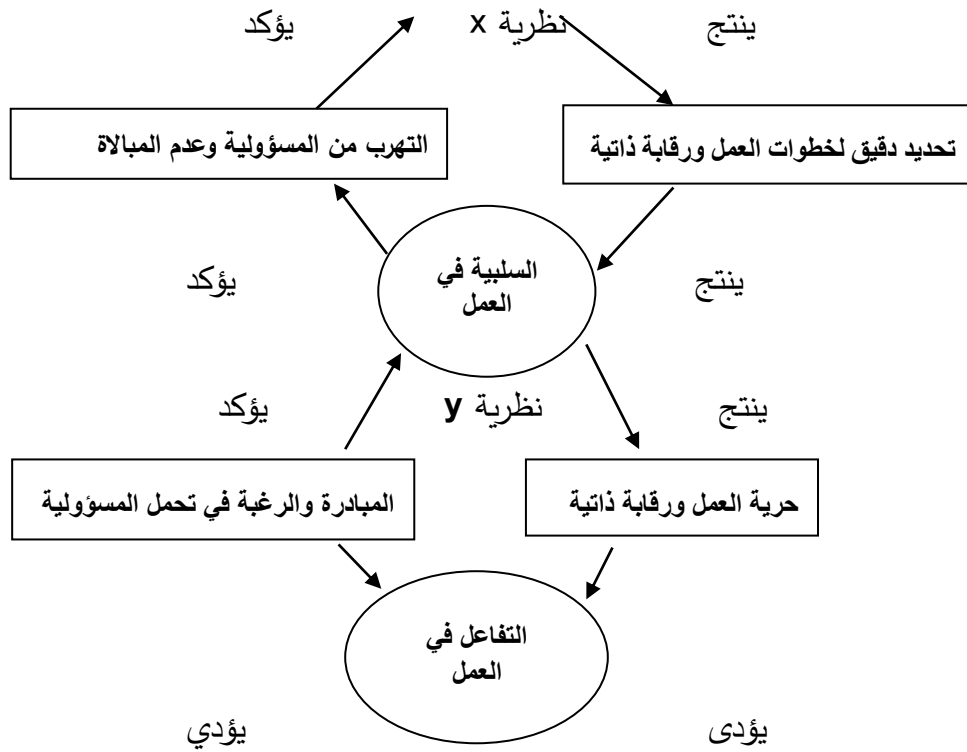 ينتج نظرية x يؤكد
تحديد دقيق لخطوات العمل ورقابة ذاتية
التهرب من المسؤولية وعدم المبالاة
السلبية في
العمل
ينتج يؤكد
ينتج نظرية y يؤكد
حرية العمل ورقابة ذاتية
المبادرة والرغبة في تحمل المسؤولية
التفاعل في
العمل
يؤدى يؤدي